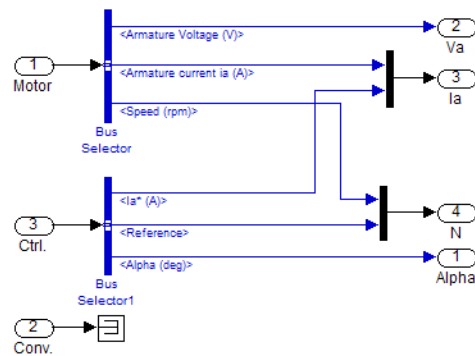 <Armature Voltage (V)>
2
Va
1
Motor
<Armature current ia (A)>
3
Ia
<Speed (rpm)>
Bus
Selector
<Ia* (A)>
3
Ctrl.
<Reference>
4
N
<Alpha (deg)>
1
Alpha
Bus
Selector1
2
Conv.